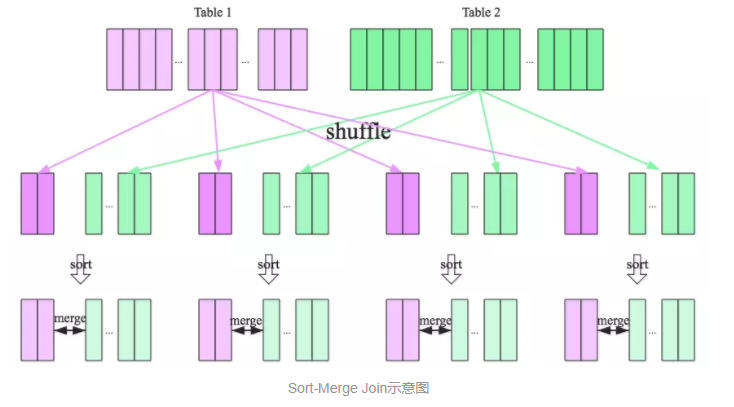 Table 1
Table 2
... ...
... ...
shuffle
... ... ... ...
sort sort sort sort
merge ... merge ... merge ... merge ...
Sort-Merge Join示意图